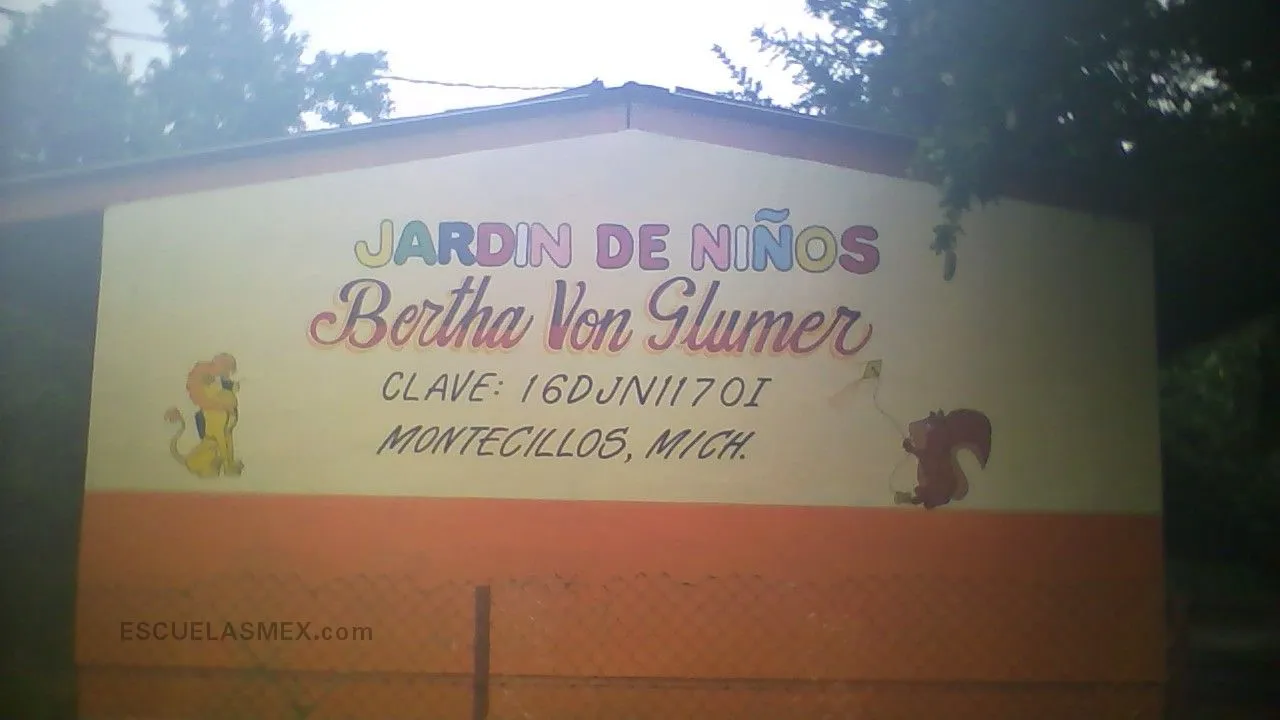 JARDIN DE NIÑOS
Bertha Von Glumer
CLAVE: 16DJN1170I
MONTECILLOS, MICH.
ESCUELASMEX.com